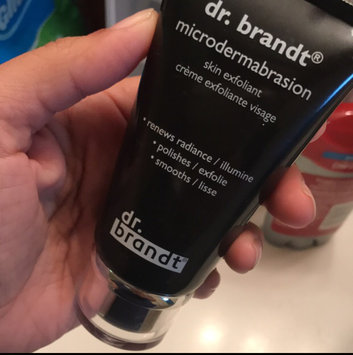 dr. brandt®
microdermabrasion
skin exfoliant
crème exfoliante visage
• renews radiance / illumine
• polishes / exfolie
• smooths / lisse
dr.
brandt